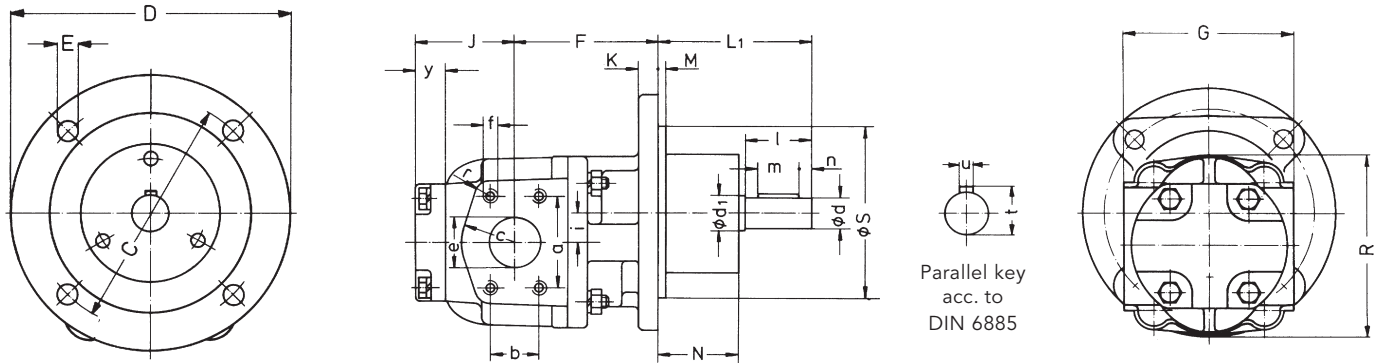 D
E
C
J
F
L1
y
K
M
f
l
m
n
r
e
c
a
i
ϕd1
ϕd
ϕS
b
N
u
t
Parallel key
acc. to
DIN 6885
G
R